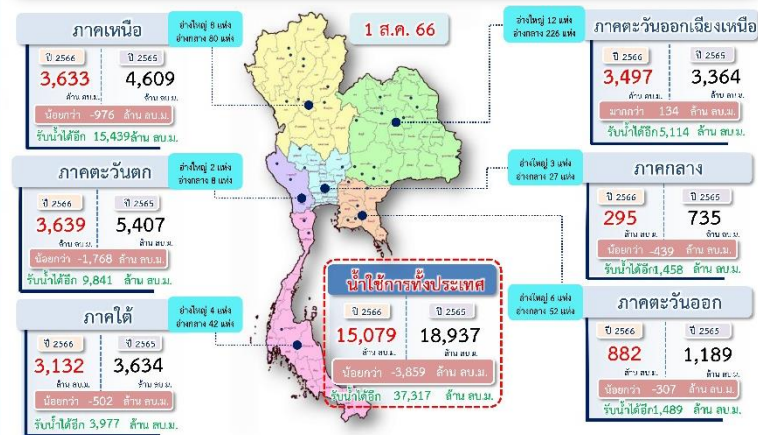 ภาคเหนือ
ปี 2566 ปี 2565
3,633 4,609
ล้าน ลบ.ม. ล้าน ลบ.ม.
น้อยกว่า -976 ล้าน ลบ.ม.
รับน้ำได้อีก 15,439 ล้าน ลบ.ม.
อ่างใหญ่ 8 แห่ง
อ่างกลาง 80 แห่ง
1 ส.ค. 66
อ่างใหญ่ 12 แห่ง
อ่างกลาง 226 แห่ง
ภาคตะวันออกเฉียงเหนือ
ปี 2566 ปี 2565
3,497 3,364
ล้าน ลบ.ม. ล้าน ลบ.ม.
มากกว่า 134 ล้าน ลบ.ม.
รับน้ำได้อีก 5,114 ล้าน ลบ.ม.
ภาคตะวันตก
ปี 2566 ปี 2565
3,639 5,407
ล้าน ลบ.ม. ล้าน ลบ.ม.
น้อยกว่า -1,768 ล้าน ลบ.ม.
รับน้ำได้อีก 9,841 ล้าน ลบ.ม.
อ่างใหญ่ 2 แห่ง
อ่างกลาง 8 แห่ง
อ่างใหญ่ 3 แห่ง
อ่างกลาง 27 แห่ง
ภาคกลาง
ปี 2566 ปี 2565
295 735
ล้าน ลบ.ม. ล้าน ลบ.ม.
น้อยกว่า -439 ล้าน ลบ.ม.
รับน้ำได้อีก1,458 ล้าน ลบ.ม.
ภาคใต้
ปี 2566 ปี 2565
3,132 3,634
ล้าน ลบ.ม. ล้าน ลบ.ม.
น้อยกว่า -502 ล้าน ลบ.ม.
รับน้ำได้อีก 3,977 ล้าน ลบ.ม.
อ่างใหญ่ 4 แห่ง
อ่างกลาง 42 แห่ง
น้ำใช้การทั้งประเทศ
ปี 2566 ปี 2565
15,079 18,937
ล้าน ลบ.ม. ล้าน ลบ.ม.
น้อยกว่า -3,859 ล้าน ลบ.ม.
รับน้ำได้อีก 37,317 ล้าน ลบ.ม.
อ่างใหญ่ 6 แห่ง
อ่างกลาง 52 แห่ง
ภาคตะวันออก
ปี 2566 ปี 2565
882 1,189
ล้าน ลบ.ม. ล้าน ลบ.ม.
น้อยกว่า -307 ล้าน ลบ.ม.
รับน้ำได้อีก1,489 ล้าน ลบ.ม.